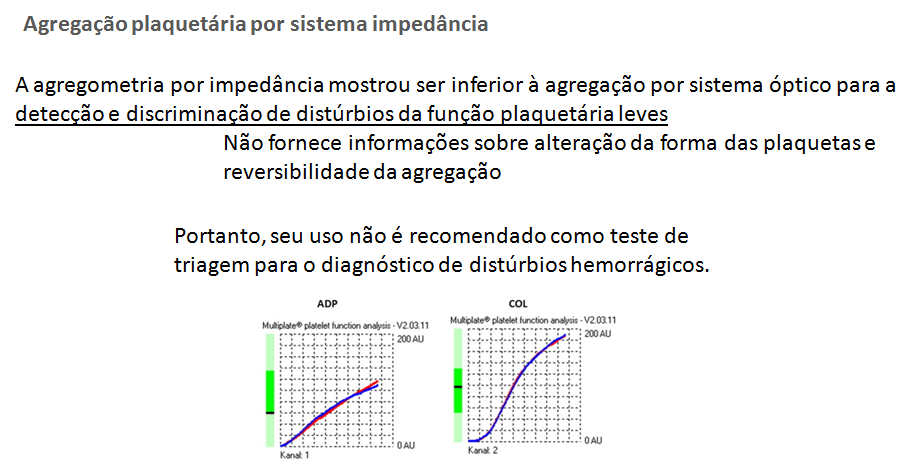 Agregação plaquetária por sistema impedância
A agregometria por impedância mostrou ser inferior à agregação por sistema óptico para a
detecção e discriminação de distúrbios da função plaquetária leves
Não fornece informações sobre alteração da forma das plaquetas e
reversibilidade da agregação
Portanto, seu uso não é recomendado como teste de
triagem para o diagnóstico de distúrbios hemorrágicos.
ADP
Multiplate® platelet function analysis - V2.03.11
200 AU
0 AU
Kanal: 1
COL
Multiplate® platelet function analysis - V2.03.11
200 AU
0 AU
Kanal: 2